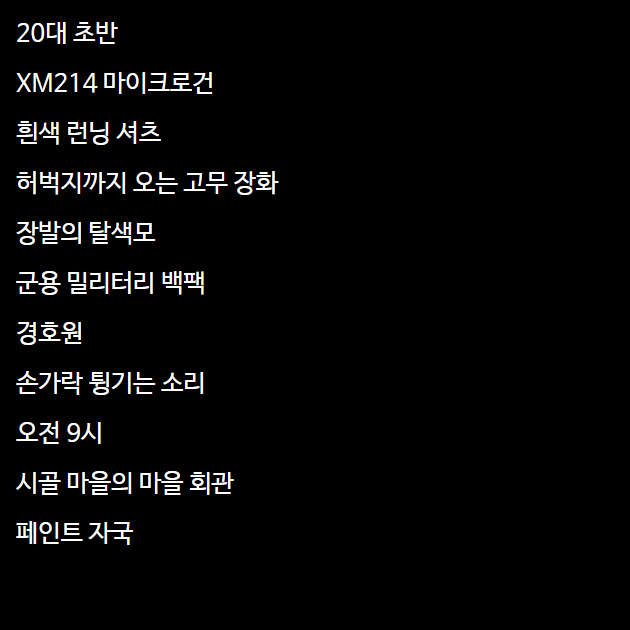 20대 초반
XM214 마이크로건
흰색 런닝 셔츠
허벅지까지 오는 고무 장화
장발의 탈색모
군용 밀리터리 백팩
경호원
손가락 튕기는 소리
오전 9시
시골 마을의 마을 회관
페인트 자국